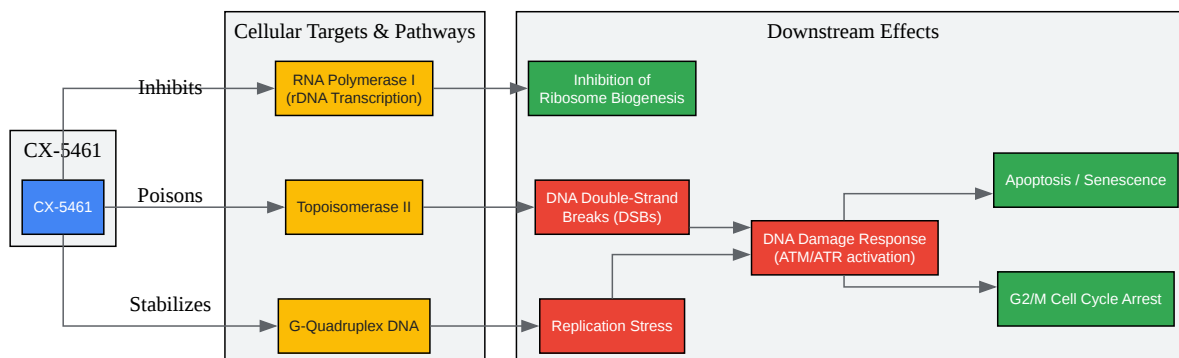 Cellular Targets & Pathways
Downstream Effects
Inhibits
RNA Polymerase I
(rDNA Transcription)
Inhibition of
Ribosome Biogenesis
CX-5461
CX-5461
Poisons
Topoisomerase II
DNA Double-Strand
Breaks (DSBs)
DNA Damage Response
(ATM/ATR activation)
Apoptosis / Senescence
G2/M Cell Cycle Arrest
Stabilizes
G-Quadruplex DNA
Replication Stress